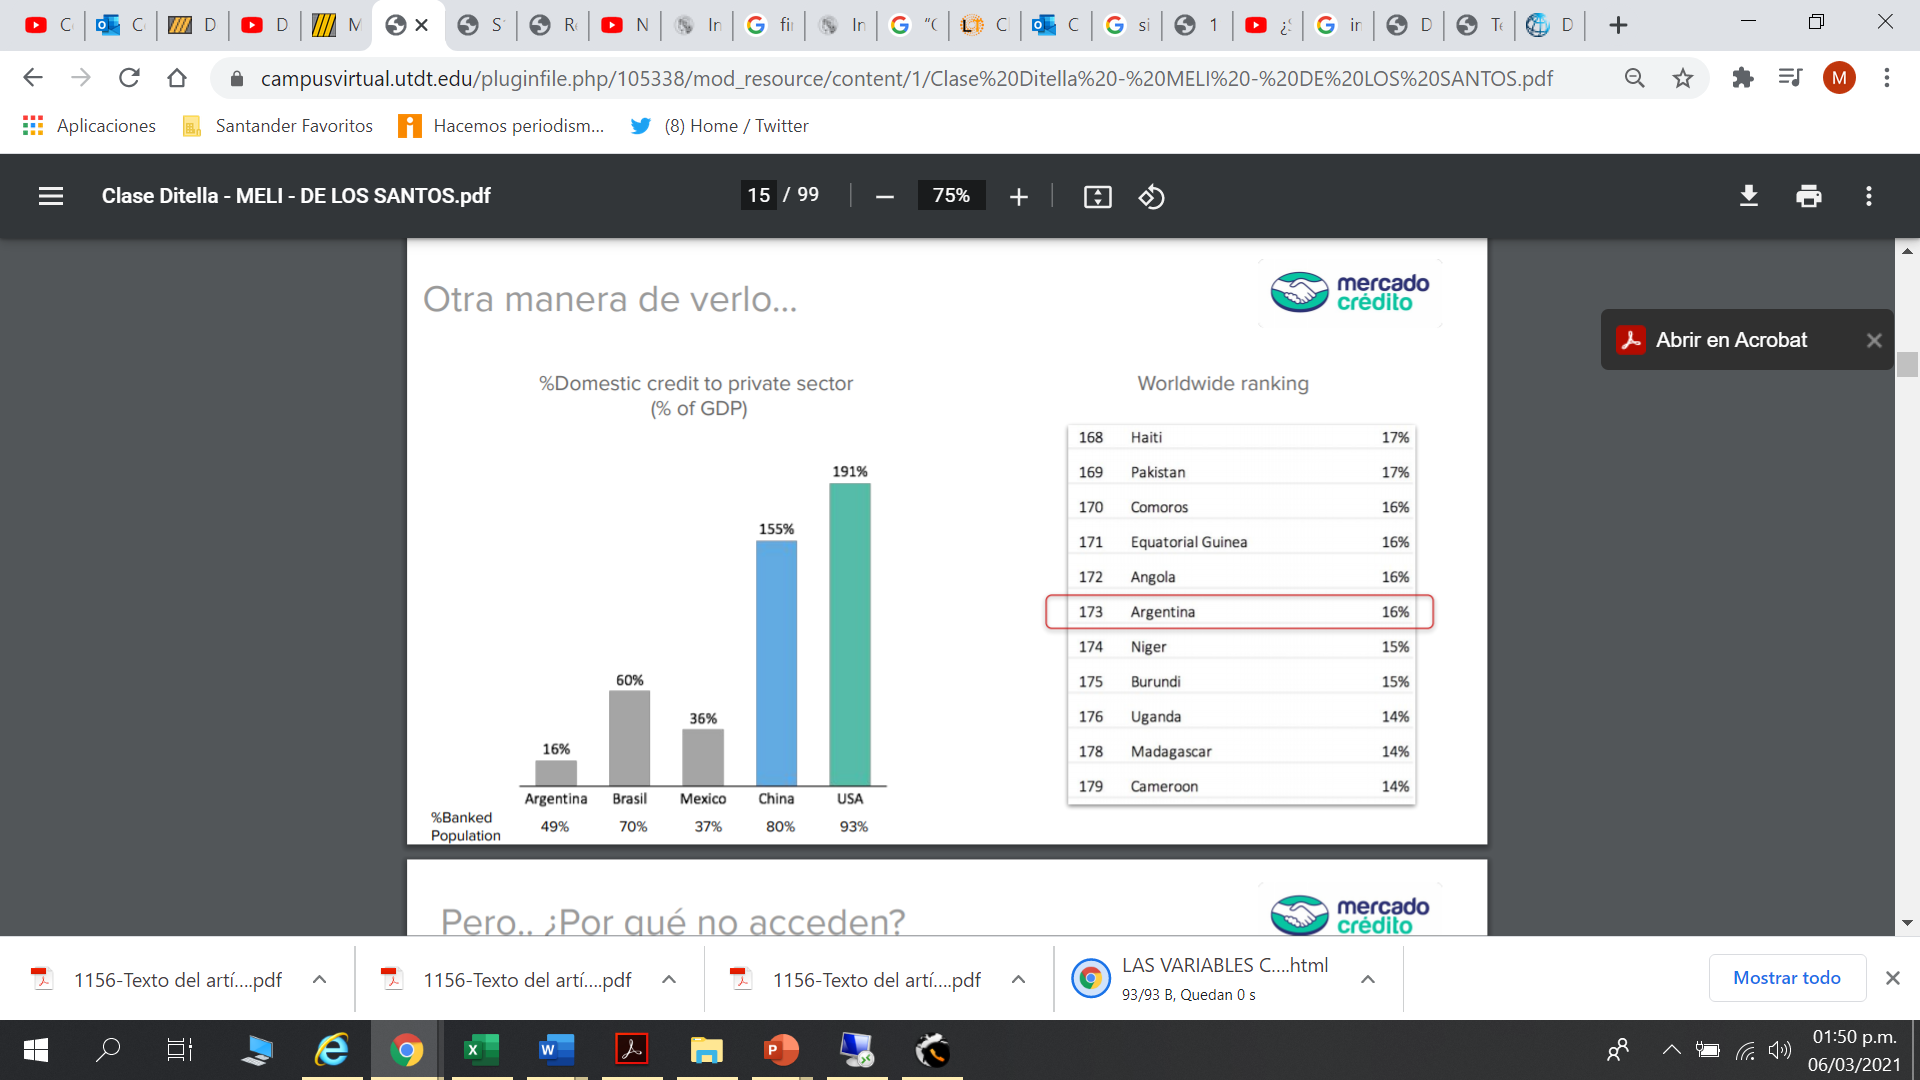 C
C
D
D
M
S
R
N
In
fi
In
"C
C
C
si
1
¿S
in
D
Te
D
campusvirtual.utdt.edu/pluginfile.php/105338/mod_resource/content/1/Clase%20Ditella%20-%20MELI%20-%20DE%20LOS%20SANTOS.pdf
M
Aplicaciones
Santander Favoritos
Hacemos periodism...
(8) Home / Twitter
Clase Ditella - MELI - DE LOS SANTOS.pdf
15 / 99
75%
Abrir en Acrobat
Otra manera de verlo...
mercado
crédito
%Domestic credit to private sector
(% of GDP)
191%
155%
60%
36%
16%
Argentina Brasil Mexico China USA
%Banked
Population
49% 70% 37% 80% 93%
Worldwide ranking
168 Haiti 17%
169 Pakistan 17%
170 Comoros 16%
171 Equatorial Guinea 16%
172 Angola 16%
173 Argentina 16%
174 Niger 15%
175 Burundi 15%
176 Uganda 14%
178 Madagascar 14%
179 Cameroon 14%
Pero.. ¿Por qué no acceden?
mercado
crédito
1156-Texto del artí....pdf
1156-Texto del artí....pdf
1156-Texto del artí....pdf
LAS VARIABLES C....html
93/93 B, Quedan 0 s
Mostrar todo
01:50 p.m.
06/03/2021